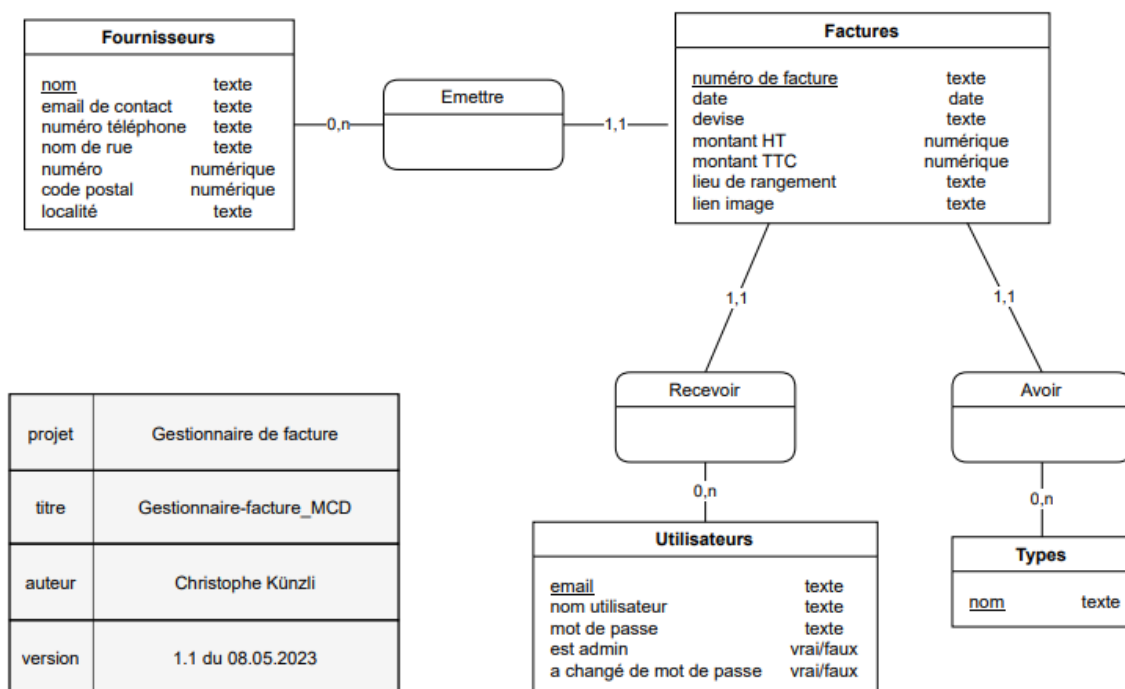 Fournisseurs
nom texte
email de contact texte
numéro téléphone texte
nom de rue texte
numéro numérique
code postal numérique
localité texte
0,n
Emettre
1,1
Factures
numéro de facture texte
date date
devise texte
montant HT numérique
montant TTC numérique
lieu de rangement texte
lien image texte
1,1
1,1
Recevoir
Avoir
0,n
0,n
Utilisateurs
email texte
nom utilisateur texte
mot de passe texte
est admin vrai/faux
a changé de mot de passe vrai/faux
Types
nom texte
projet Gestionnaire de facture
titre Gestionnaire-facture_MCD
auteur Christophe Künzli
version 1.1 du 08.05.2023